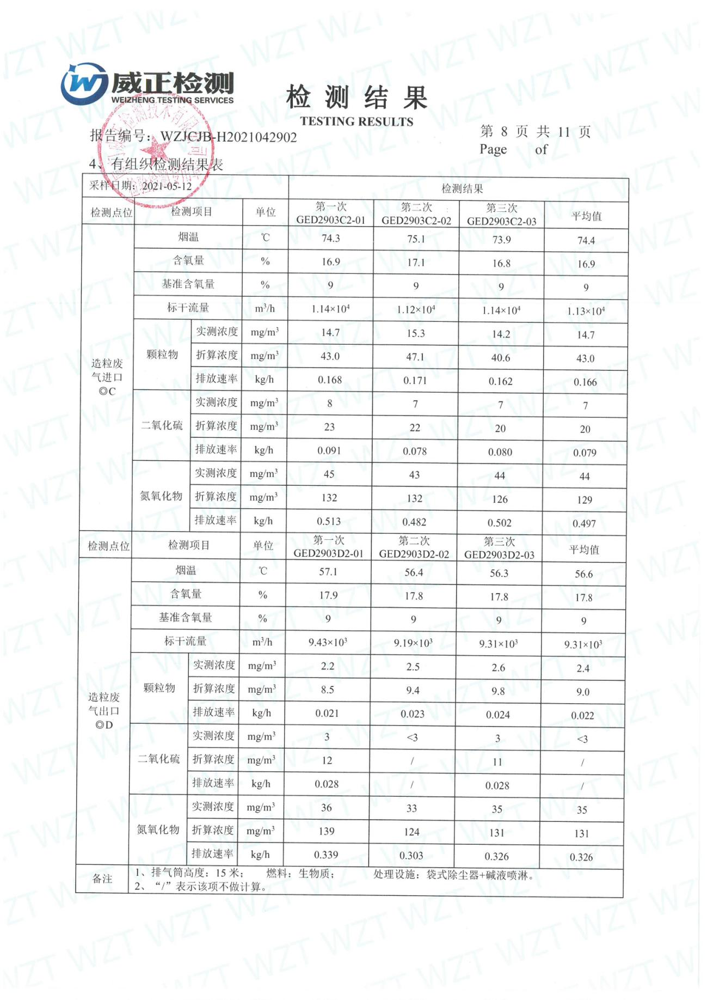 威正检测
WEIZHENG TESTING SERVICES
检 测 结 果
TESTING RESULTS
报告编号：WZJCJB-H2021042902
第 8 页 共 11 页
Page of
4、有组织检测结果表
采样日期：2021-05-12 检测结果
检测点位 检测项目 单位 第一次 GED2903C2-01 第二次 GED2903C2-02 第三次 GED2903C2-03 平均值
造粒废气进口◎C
烟温 ℃ 74.3 75.1 73.9 74.4
含氧量 % 16.9 17.1 16.8 16.9
基准含氧量 % 9 9 9 9
标干流量 m³/h 1.14×10⁴ 1.12×10⁴ 1.14×10⁴ 1.13×10⁴
颗粒物 实测浓度 mg/m³ 14.7 15.3 14.2 14.7
折算浓度 mg/m³ 43.0 47.1 40.6 43.0
排放速率 kg/h 0.168 0.171 0.162 0.166
二氧化硫 实测浓度 mg/m³ 8 7 7 7
折算浓度 mg/m³ 23 22 20 20
排放速率 kg/h 0.091 0.078 0.080 0.079
氮氧化物 实测浓度 mg/m³ 45 43 44 44
折算浓度 mg/m³ 132 132 126 129
排放速率 kg/h 0.513 0.482 0.502 0.497
检测点位 检测项目 单位 第一次 GED2903D2-01 第二次 GED2903D2-02 第三次 GED2903D2-03 平均值
造粒废气出口◎D
烟温 ℃ 57.1 56.4 56.3 56.6
含氧量 % 17.9 17.8 17.8 17.8
基准含氧量 % 9 9 9 9
标干流量 m³/h 9.43×10³ 9.19×10³ 9.31×10³ 9.31×10³
颗粒物 实测浓度 mg/m³ 2.2 2.5 2.6 2.4
折算浓度 mg/m³ 8.5 9.4 9.8 9.0
排放速率 kg/h 0.021 0.023 0.024 0.022
二氧化硫 实测浓度 mg/m³ 3 <3 3 <3
折算浓度 mg/m³ 12 / 11 /
排放速率 kg/h 0.028 / 0.028 /
氮氧化物 实测浓度 mg/m³ 36 33 35 35
折算浓度 mg/m³ 139 124 131 131
排放速率 kg/h 0.339 0.303 0.326 0.326
备注 1、排气筒高度：15 米； 燃料：生物质； 处理设施：袋式除尘器+碱液喷淋。
2、“/”表示该项不做计算。